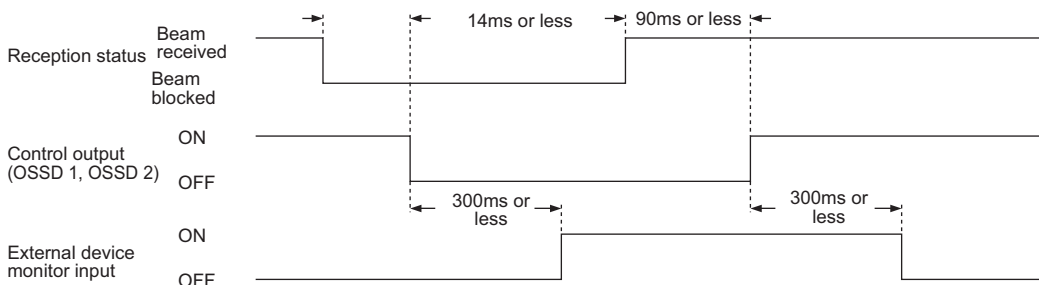 14ms or less
90ms or less
Reception status
Beam
received
Beam
blocked
Control output
(OSSD 1, OSSD 2)
ON
OFF
300ms or
less
300ms or
less
External device
monitor input
ON
OFF